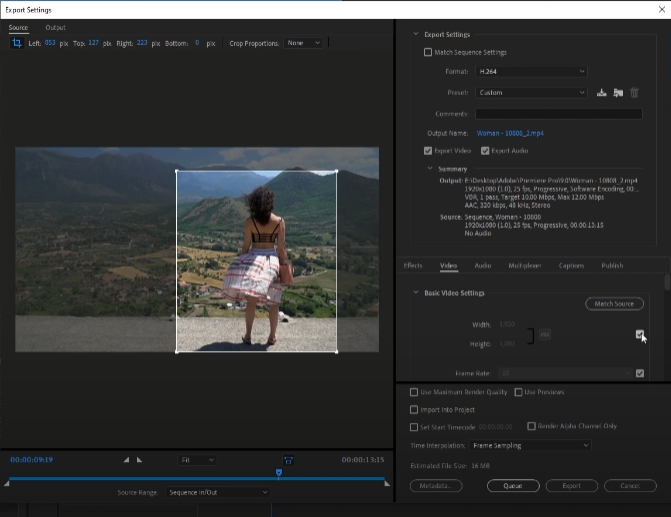 Export Settings
Source Output
Left: 853 pix Top: 127 pix Right: 223 pix Bottom: 0 pix Crop Proportions: None
Export Settings
Match Sequence Settings
Format: H.264
Preset: Custom
Comments:
Output Name: Woman - 10808_2.mp4
Export Video Export Audio
Summary
Output: E:\Desktop\Adobe\Premiere Pro\9.0\Woman - 10808_2.mp4
1920x1080 (1.0), 25 fps, Progressive, Software Encoding, 00:...
VBR, 1 pass, Target 10.00 Mbps, Max 12.00 Mbps
AAC, 320 kbps, 48 kHz, Stereo
Source: Sequence, Woman - 10808
1920x1080 (1.0), 25 fps, Progressive, 00:00:13:15
No Audio
Effects Video Audio Multiplexer Captions Publish
Basic Video Settings
Match Source
Width: 1,920
Height: 1,080
Frame Rate: 25
Use Maximum Render Quality Use Previews
Import Into Project
Set Start Timecode 00:00:00:00 Render Alpha Channel Only
Time Interpolation: Frame Sampling
Estimated File Size: 16 MB
Metadata... Queue Export Cancel
00:00:09:19 Fit 00:00:13:15
Source Range: Sequence In/Out